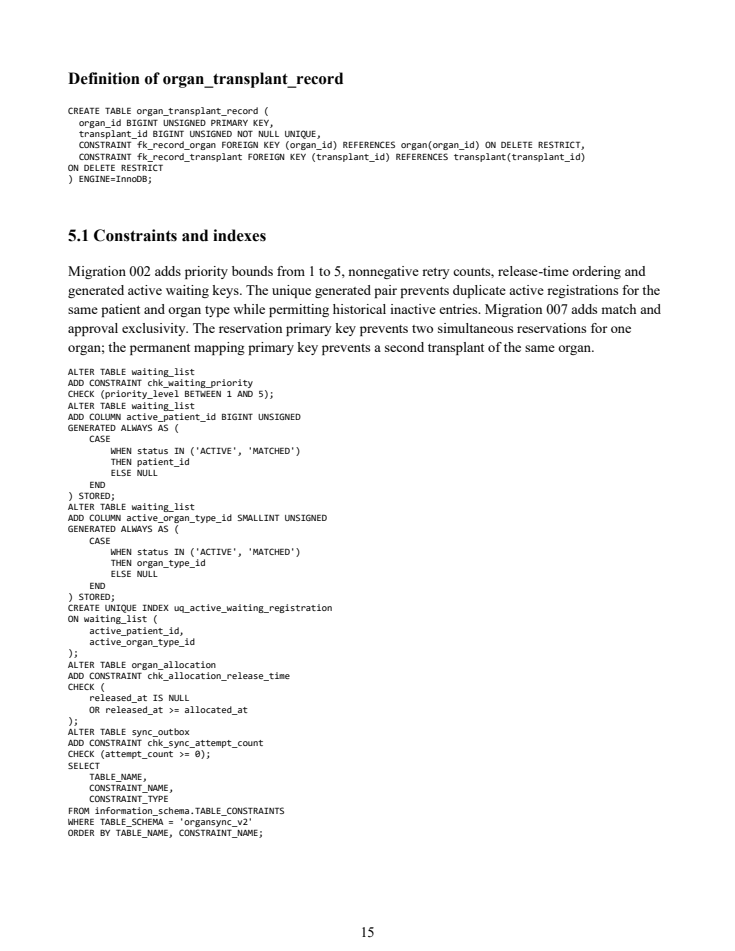 Definition of organ_transplant_record
CREATE TABLE organ_transplant_record (
  organ_id BIGINT UNSIGNED PRIMARY KEY,
  transplant_id BIGINT UNSIGNED NOT NULL UNIQUE,
  CONSTRAINT fk_record_organ FOREIGN KEY (organ_id) REFERENCES organ(organ_id) ON DELETE RESTRICT,
  CONSTRAINT fk_record_transplant FOREIGN KEY (transplant_id) REFERENCES transplant(transplant_id)
ON DELETE RESTRICT
) ENGINE=InnoDB;
5.1 Constraints and indexes
Migration 002 adds priority bounds from 1 to 5, nonnegative retry counts, release-time ordering and
generated active waiting keys. The unique generated pair prevents duplicate active registrations for the
same patient and organ type while permitting historical inactive entries. Migration 007 adds match and
approval exclusivity. The reservation primary key prevents two simultaneous reservations for one
organ; the permanent mapping primary key prevents a second transplant of the same organ.
ALTER TABLE waiting_list
ADD CONSTRAINT chk_waiting_priority
CHECK (priority_level BETWEEN 1 AND 5);
ALTER TABLE waiting_list
ADD COLUMN active_patient_id BIGINT UNSIGNED
GENERATED ALWAYS AS (
    CASE
        WHEN status IN ('ACTIVE', 'MATCHED')
        THEN patient_id
        ELSE NULL
    END
) STORED;
ALTER TABLE waiting_list
ADD COLUMN active_organ_type_id SMALLINT UNSIGNED
GENERATED ALWAYS AS (
    CASE
        WHEN status IN ('ACTIVE', 'MATCHED')
        THEN organ_type_id
        ELSE NULL
    END
) STORED;
CREATE UNIQUE INDEX uq_active_waiting_registration
ON waiting_list (
    active_patient_id,
    active_organ_type_id
);
ALTER TABLE organ_allocation
ADD CONSTRAINT chk_allocation_release_time
CHECK (
    released_at IS NULL
    OR released_at >= allocated_at
);
ALTER TABLE sync_outbox
ADD CONSTRAINT chk_sync_attempt_count
CHECK (attempt_count >= 0);
SELECT
    TABLE_NAME,
    CONSTRAINT_NAME,
    CONSTRAINT_TYPE
FROM information_schema.TABLE_CONSTRAINTS
WHERE TABLE_SCHEMA = 'organsync_v2'
ORDER BY TABLE_NAME, CONSTRAINT_NAME;
15